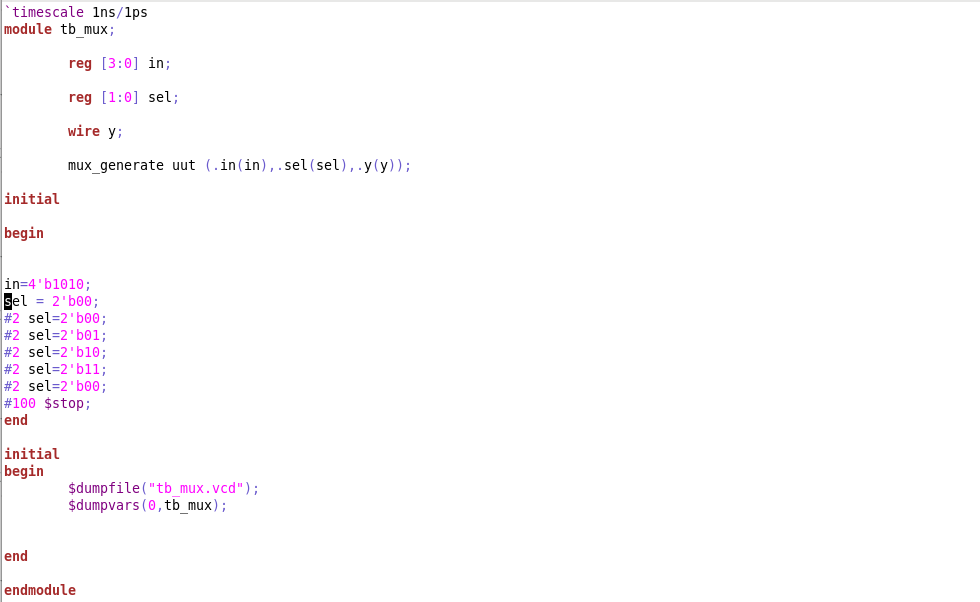 `timescale 1ns/1ps
module tb_mux;
reg [3:0] in;
reg [1:0] sel;
wire y;
mux_generate uut (.in(in),.sel(sel),.y(y));
initial
begin
in=4'b1010;
sel = 2'b00;
#2 sel=2'b00;
#2 sel=2'b01;
#2 sel=2'b10;
#2 sel=2'b11;
#2 sel=2'b00;
#100 $stop;
end
initial
begin
$dumpfile("tb_mux.vcd");
$dumpvars(0,tb_mux);
end
endmodule